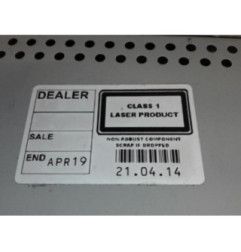 DEALER
CLASS 1
LASER PRODUCT
SALE
NON ROBUST COMPONENT
SCRAP IF DROPPED
END APR19
21.04.14